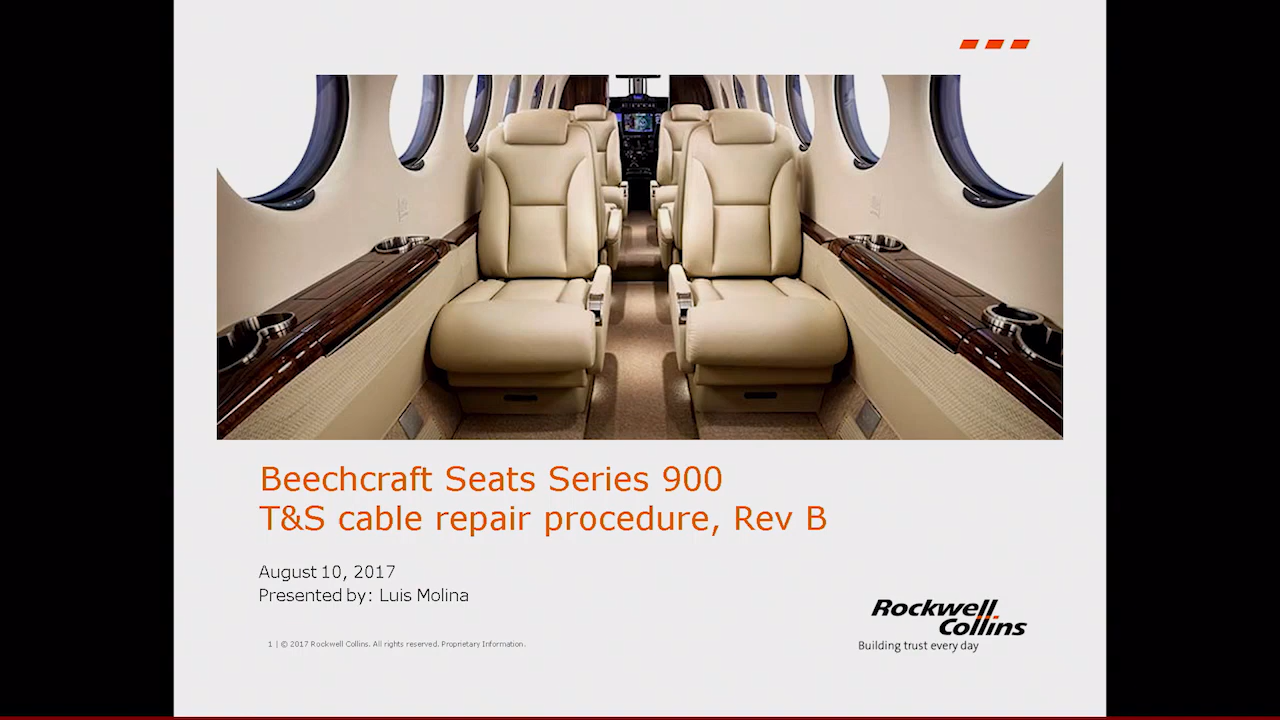 Beechcraft Seats Series 900
T&S cable repair procedure, Rev B
August 10, 2017
Presented by: Luis Molina
1 | © 2017 Rockwell Collins. All rights reserved. Proprietary Information.
Rockwell
Collins
Building trust every day